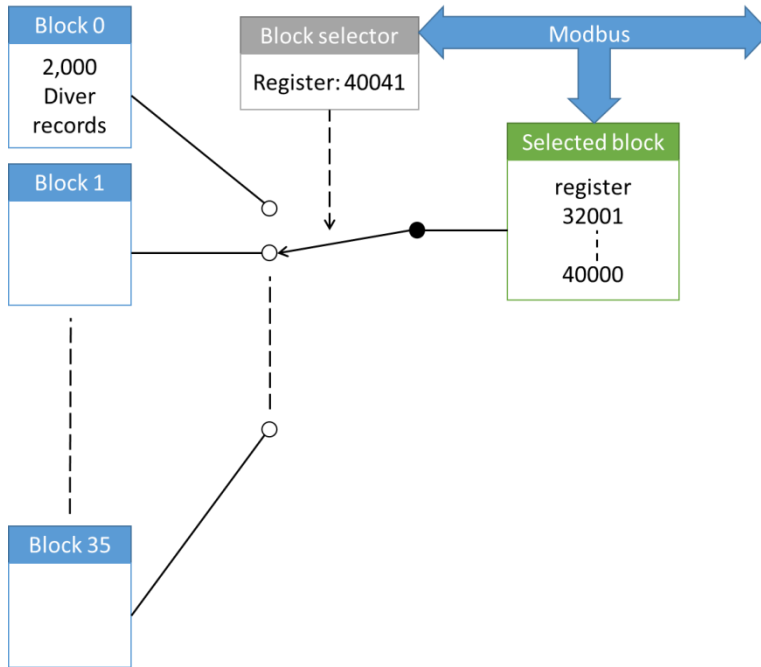 Block 0
2,000
Diver
records
Block selector
Register: 40041
Modbus
Block 1
Selected block
register
32001
40000
Block 35